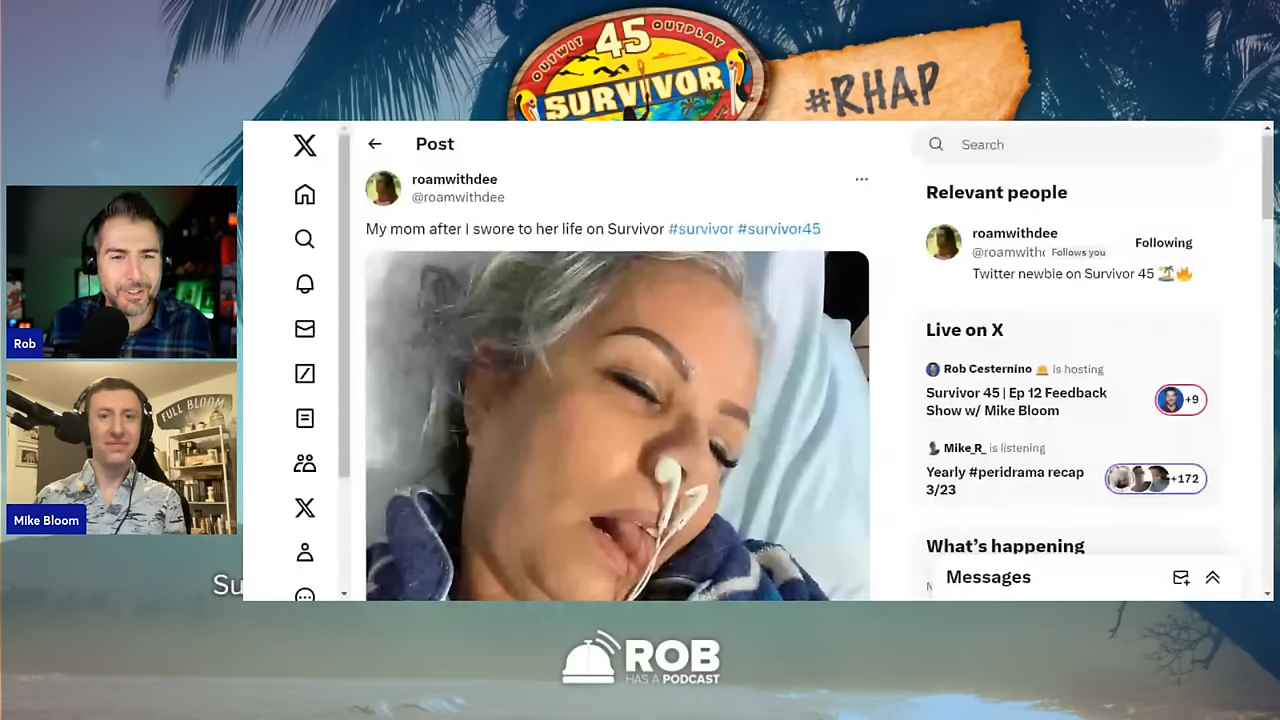 OUTWIT 45 OUTPLAY
SURVIVOR
#RHAP
Post
Search
roamwithdee
@roamwithdee
My mom after I swore to her life on Survivor #survivor #survivor45
Relevant people
roamwithdee
@roamwith Follows you
Following
Twitter newbie on Survivor 45
Live on X
Rob Cesternino is hosting
Survivor 45 | Ep 12 Feedback
Show w/ Mike Bloom
+9
Mike_R_ is listening
Yearly #peridrama recap
3/23
+172
What's happening
Messages
Rob
FULL BLOOM
Mike Bloom
Su
ROB
HAS A PODCAST